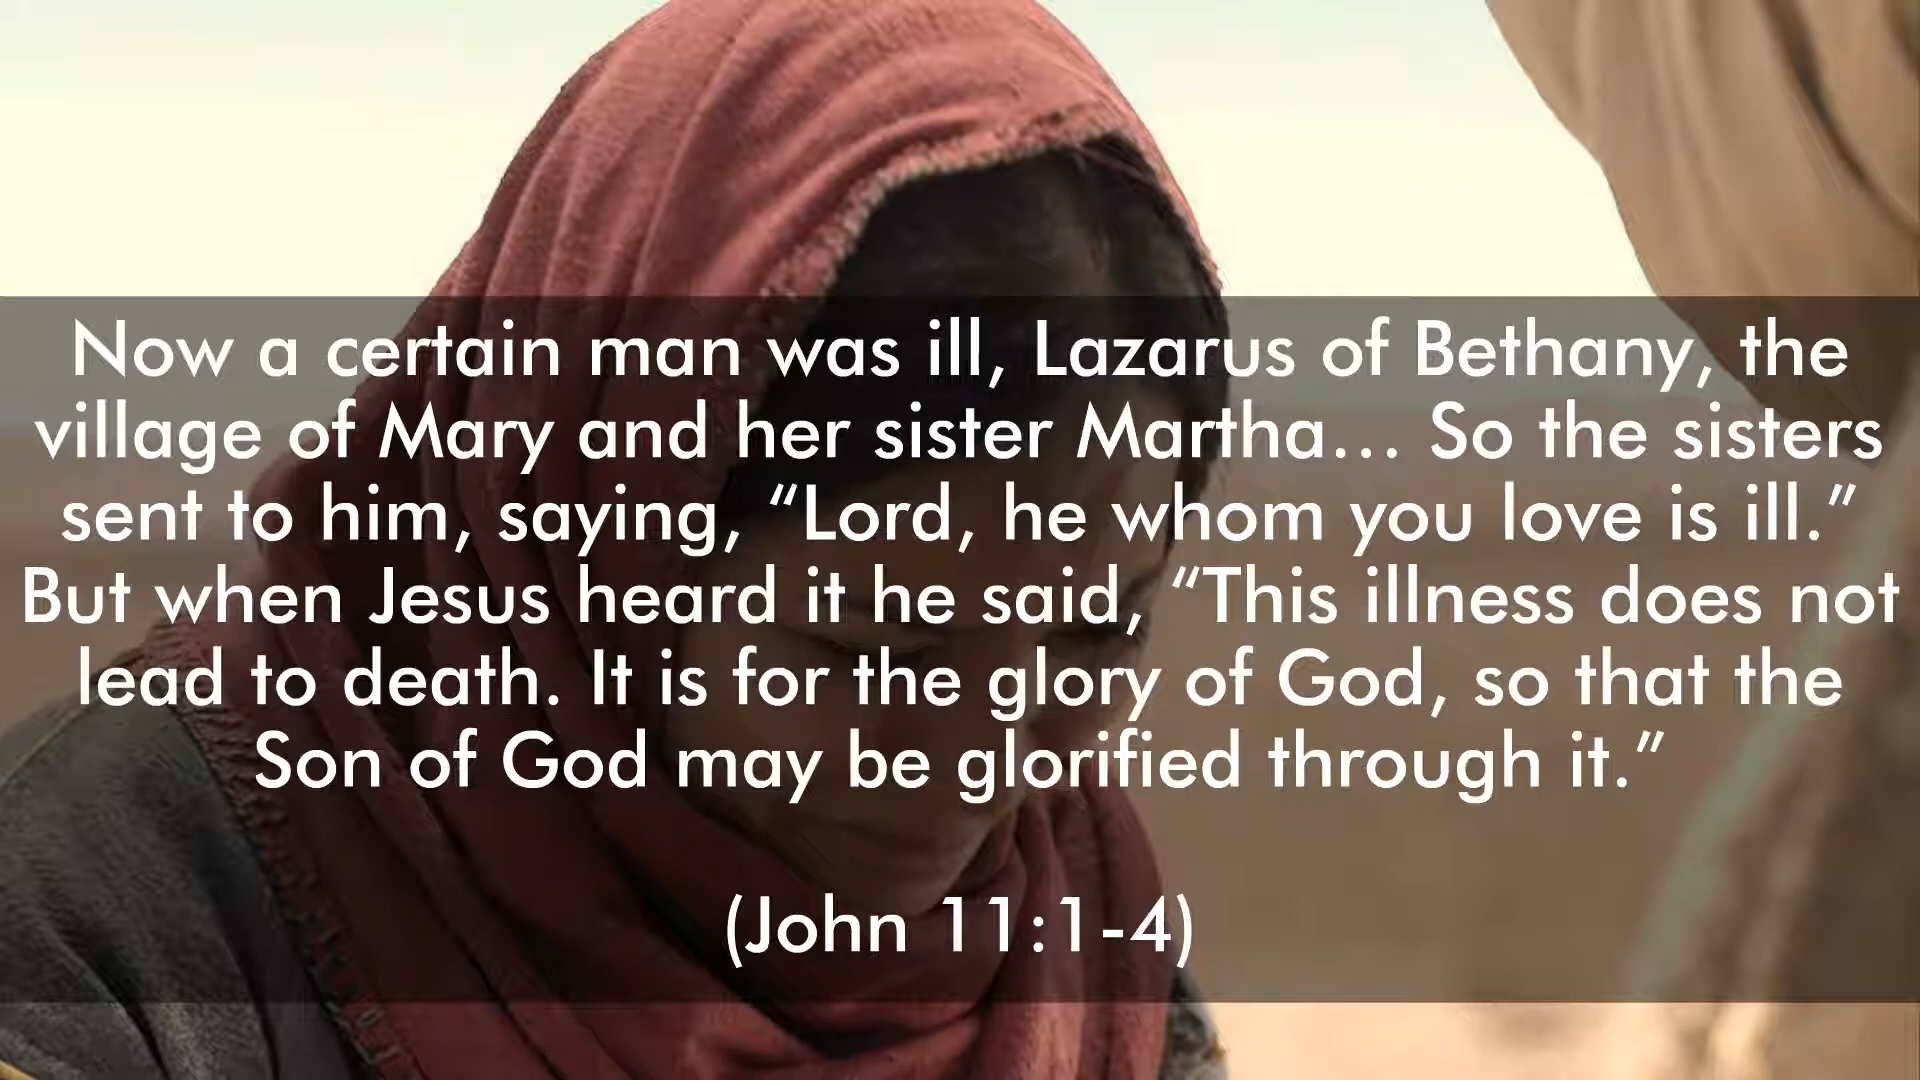 Now a certain man was ill, Lazarus of Bethany, the
village of Mary and her sister Martha… So the sisters
sent to him, saying, “Lord, he whom you love is ill.”
But when Jesus heard it he said, “This illness does not
lead to death. It is for the glory of God, so that the
Son of God may be glorified through it.”
(John 11:1-4)